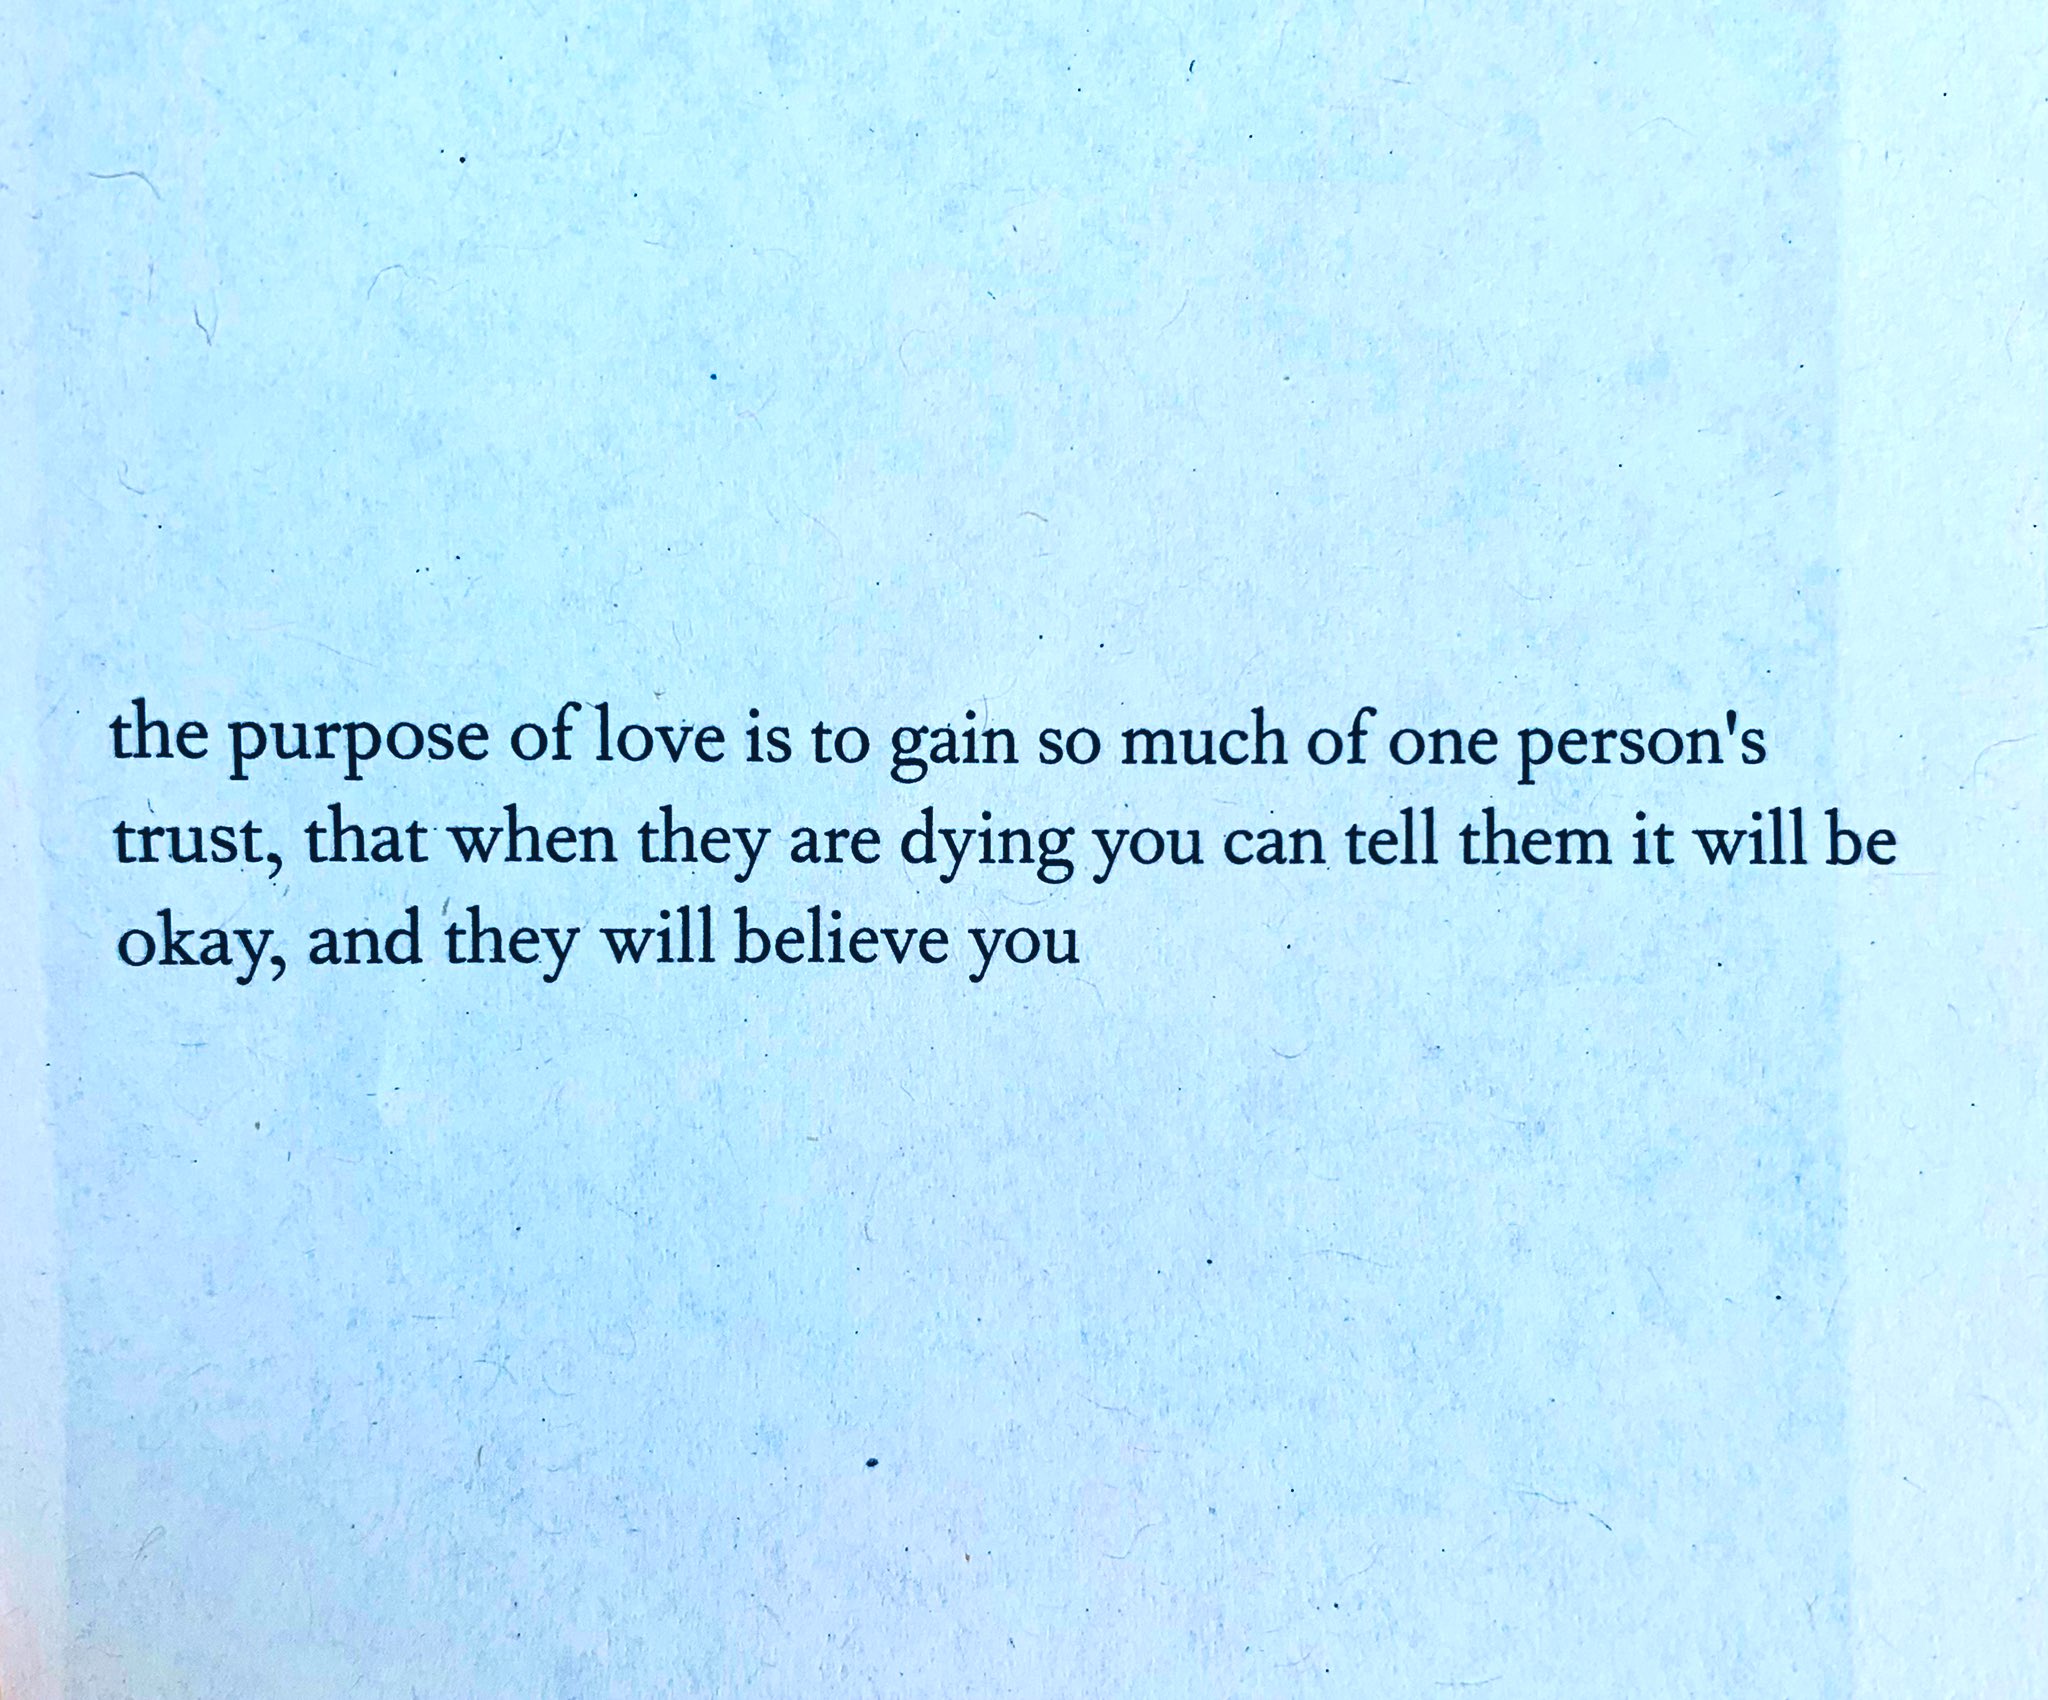 the purpose of love is to gain so much of one person's
trust, that when they are dying you can tell them it will be
okay, and they will believe you